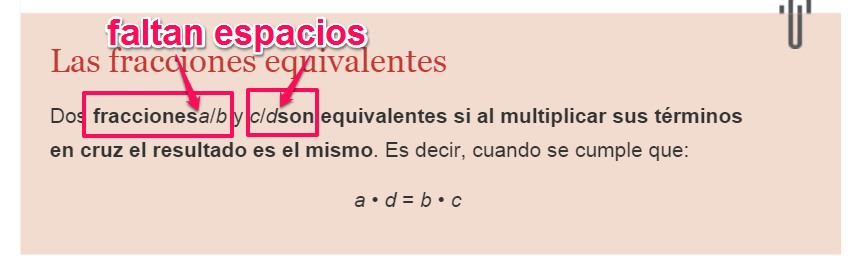 faltan espacios
Las fracciones equivalentes
Dos fraccionesa/b y c/dson equivalentes si al multiplicar sus términos
en cruz el resultado es el mismo. Es decir, cuando se cumple que:
a • d = b • c